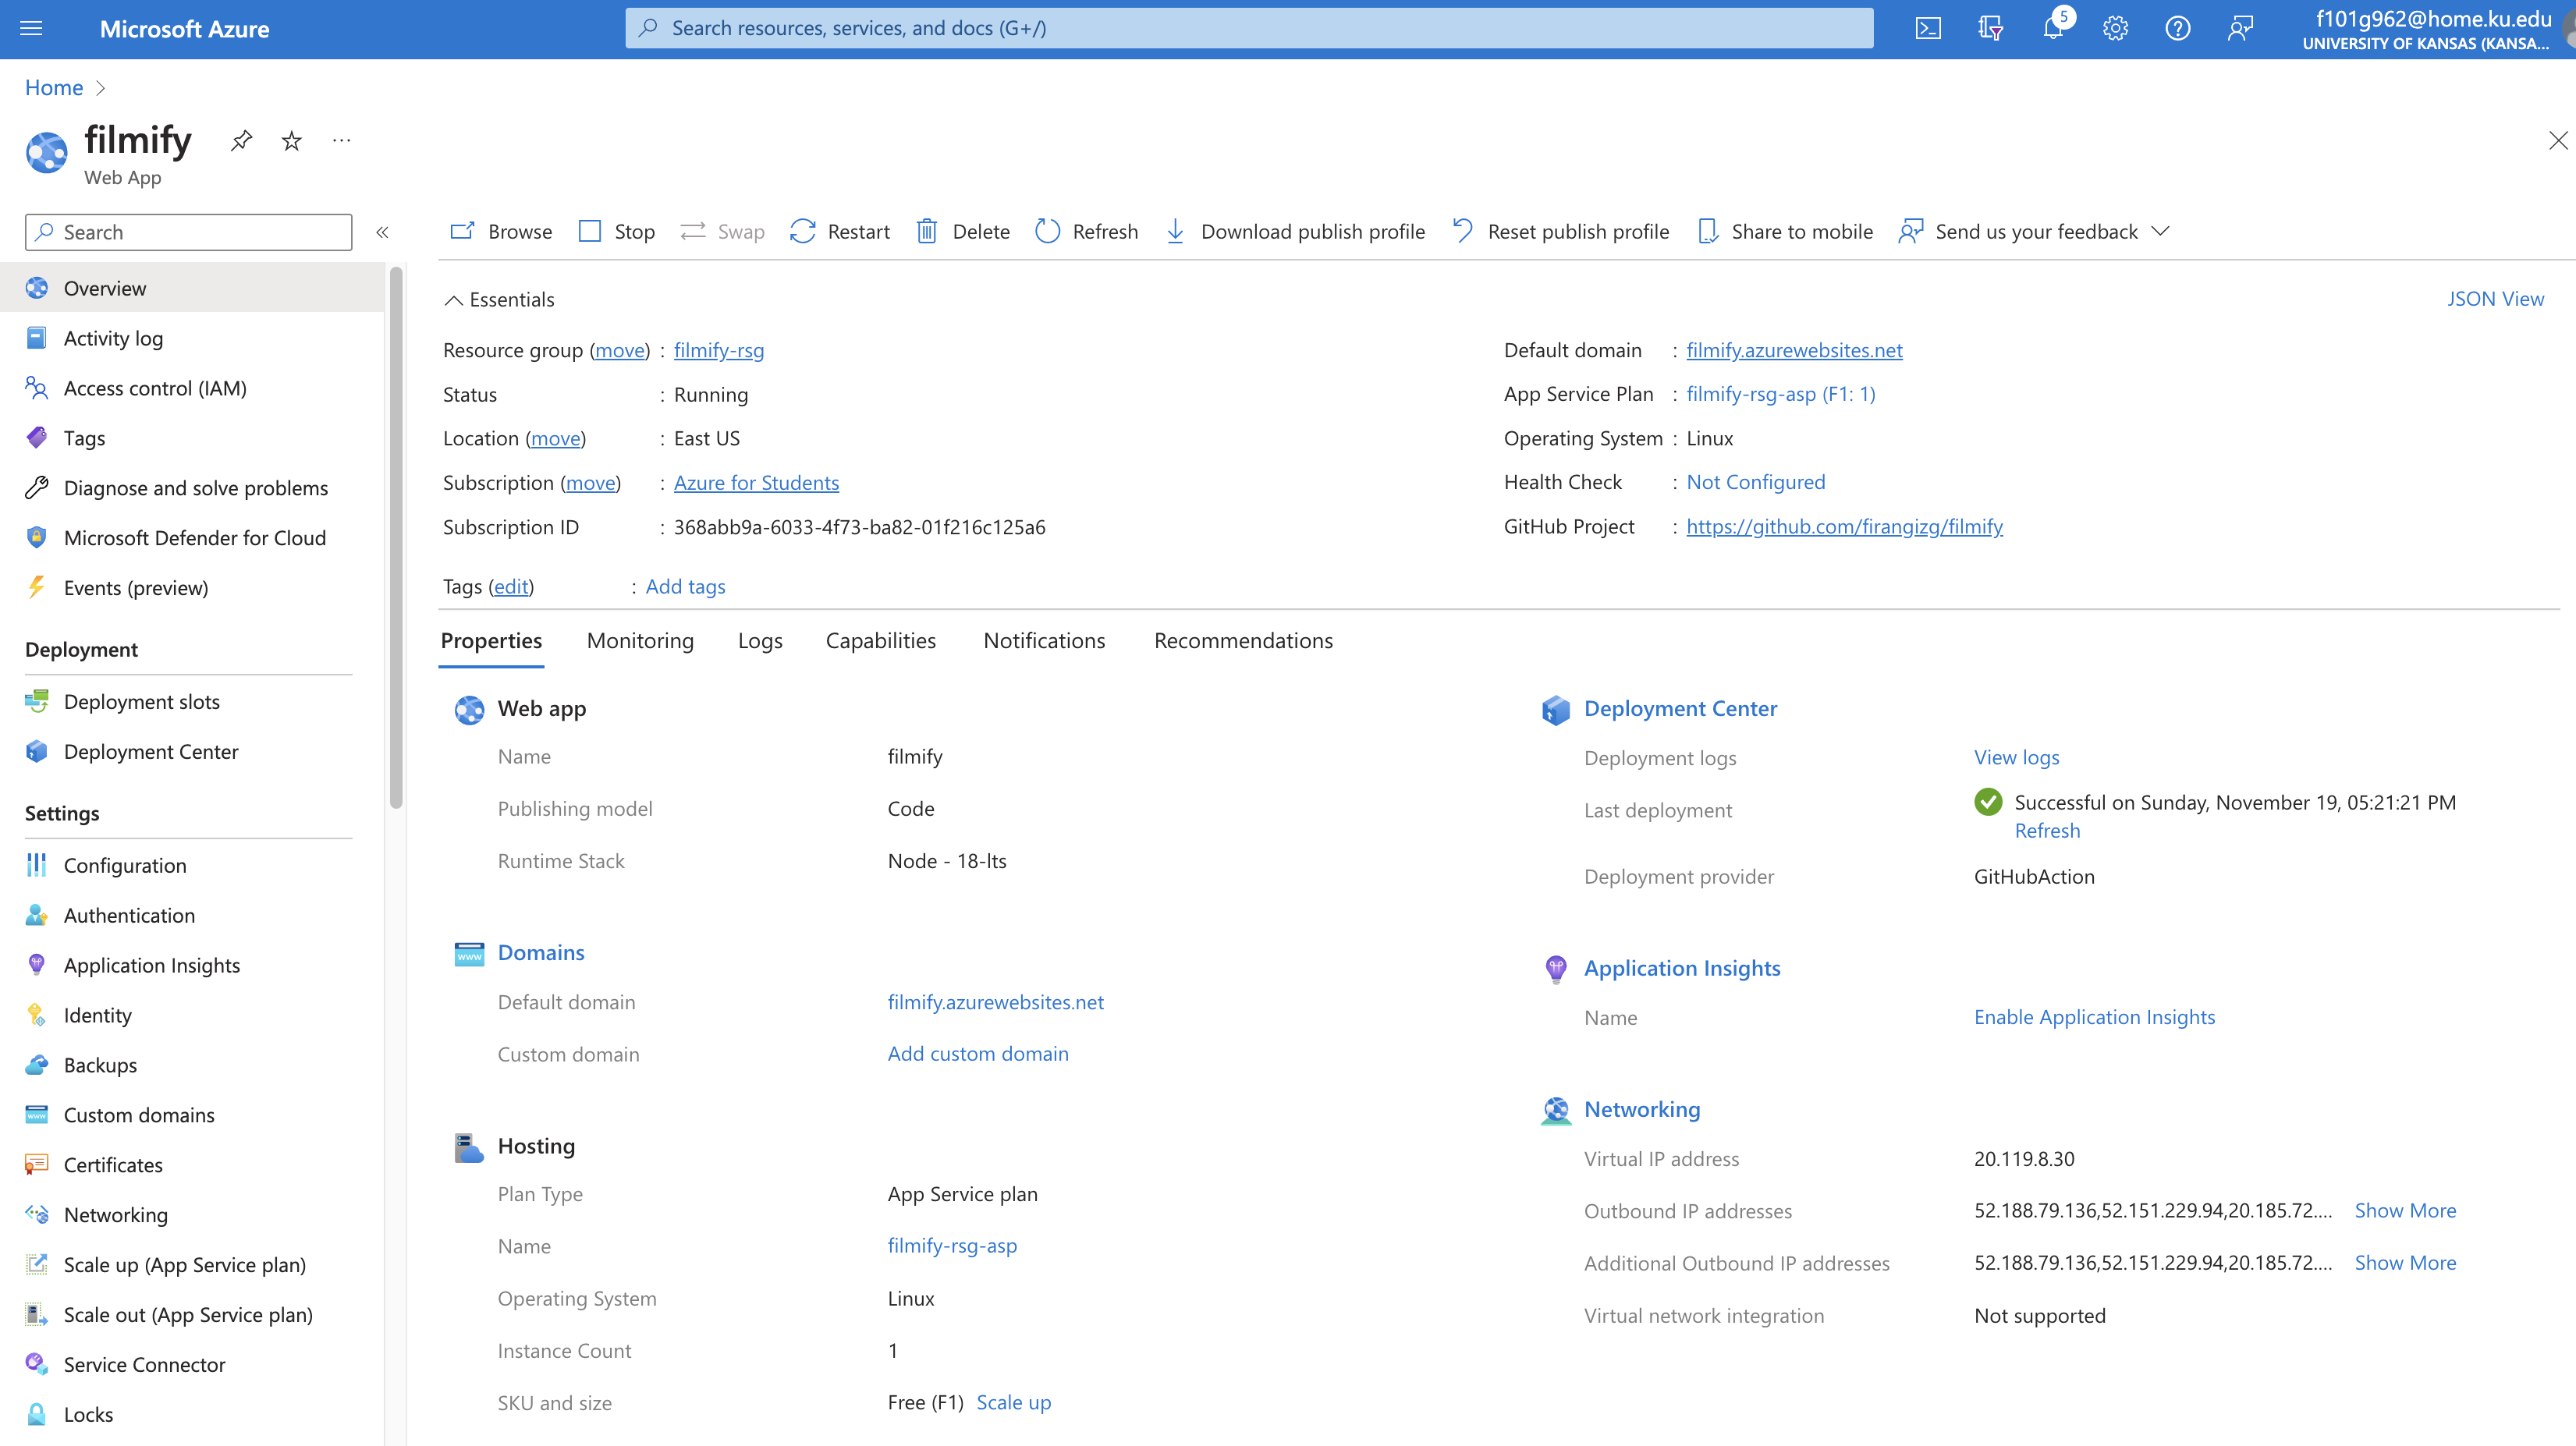 Microsoft Azure
Search resources, services, and docs (G+/)
5
f101g962@home.ku.edu
UNIVERSITY OF KANSAS (KANSA...
Home
filmify
Web App
Search
Browse
Stop
Swap
Restart
Delete
Refresh
Download publish profile
Reset publish profile
Share to mobile
Send us your feedback
Overview
Activity log
Access control (IAM)
Tags
Diagnose and solve problems
Microsoft Defender for Cloud
Events (preview)
Deployment
Deployment slots
Deployment Center
Settings
Configuration
Authentication
Application Insights
Identity
Backups
Custom domains
Certificates
Networking
Scale up (App Service plan)
Scale out (App Service plan)
Service Connector
Locks
Essentials
JSON View
Resource group (move) : filmify-rsg
Status : Running
Location (move) : East US
Subscription (move) : Azure for Students
Subscription ID : 368abb9a-6033-4f73-ba82-01f216c125a6
Default domain : filmify.azurewebsites.net
App Service Plan : filmify-rsg-asp (F1: 1)
Operating System : Linux
Health Check : Not Configured
GitHub Project : https://github.com/firangizg/filmify
Tags (edit) : Add tags
Properties Monitoring Logs Capabilities Notifications Recommendations
Web app
Name filmify
Publishing model Code
Runtime Stack Node - 18-lts
Domains
Default domain filmify.azurewebsites.net
Custom domain Add custom domain
Hosting
Plan Type App Service plan
Name filmify-rsg-asp
Operating System Linux
Instance Count 1
SKU and size Free (F1) Scale up
Deployment Center
Deployment logs View logs
Last deployment Successful on Sunday, November 19, 05:21:21 PM
Refresh
Deployment provider GitHubAction
Application Insights
Name Enable Application Insights
Networking
Virtual IP address 20.119.8.30
Outbound IP addresses 52.188.79.136,52.151.229.94,20.185.72.... Show More
Additional Outbound IP addresses 52.188.79.136,52.151.229.94,20.185.72.... Show More
Virtual network integration Not supported